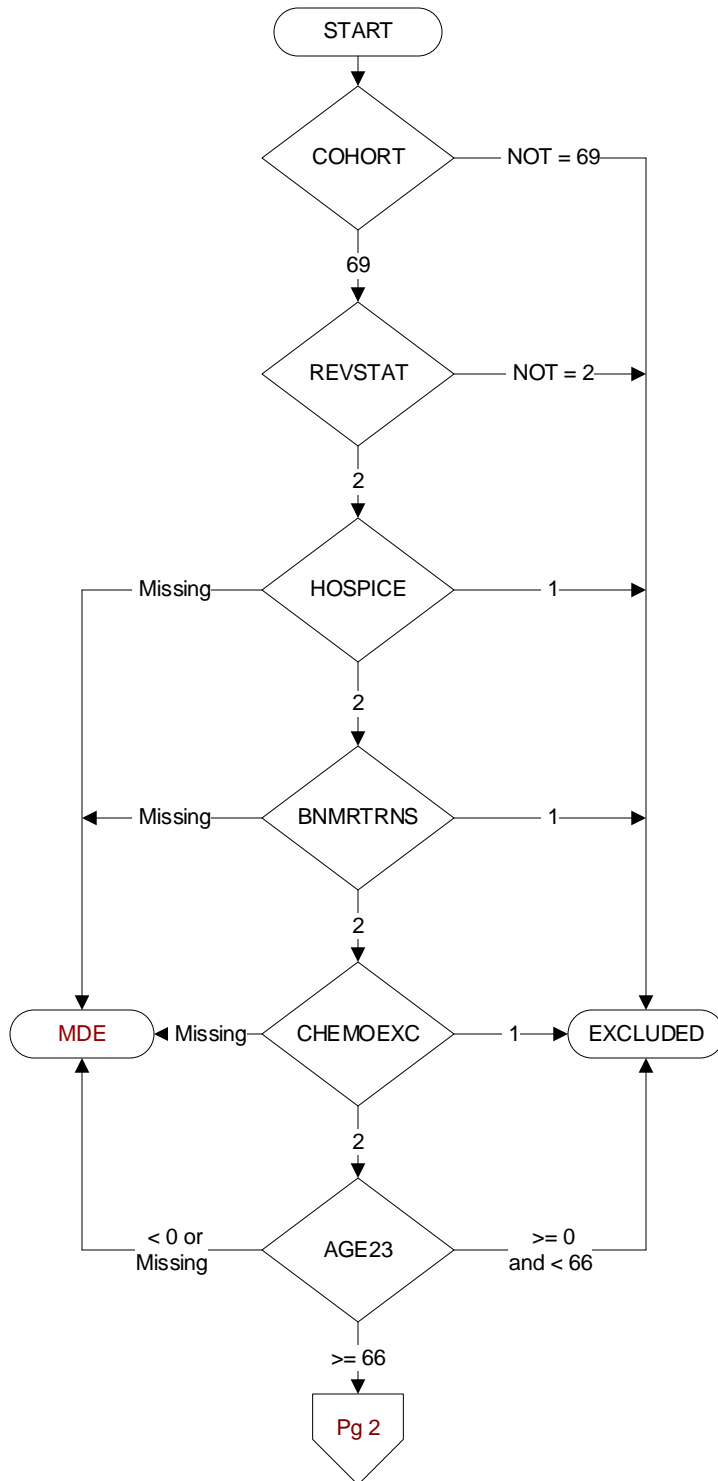 START
COHORT
NOT = 69
69
REVSTAT
NOT = 2
2
Missing
HOSPICE
1
2
Missing
BNMRTRNS
1
2
MDE
Missing
CHEMOEXC
1
EXCLUDED
2
< 0 or
Missing
AGE23
>= 0
and < 66
>= 66
Pg 2